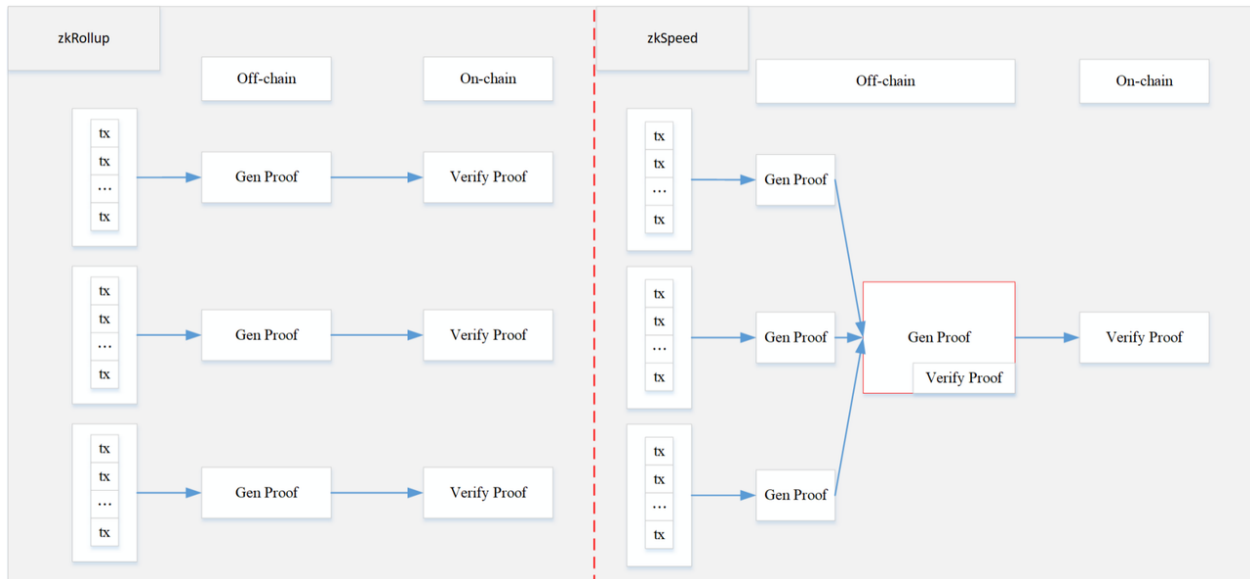 zkRollup
Off-chain
On-chain
tx
tx
...
tx
Gen Proof
Verify Proof
tx
tx
...
tx
Gen Proof
Verify Proof
tx
tx
...
tx
Gen Proof
Verify Proof
zkSpeed
Off-chain
On-chain
tx
tx
...
tx
Gen Proof
tx
tx
...
tx
Gen Proof
Gen Proof
Verify Proof
Verify Proof
tx
tx
...
tx
Gen Proof